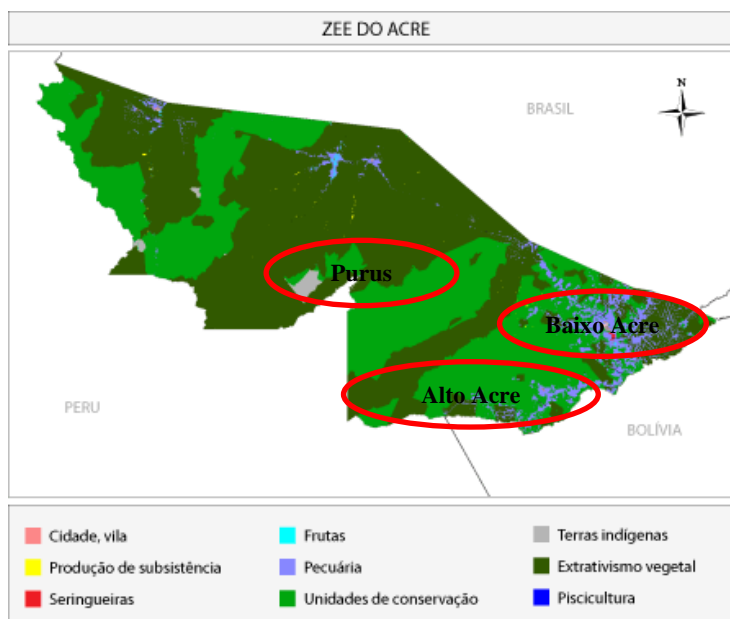 ZEE DO ACRE
N
BRASIL
Purus
Baixo Acre
Alto Acre
PERU
BOLÍVIA
Cidade, vila
Frutas
Terras indígenas
Produção de subsistência
Pecuária
Extrativismo vegetal
Seringueiras
Unidades de conservação
Piscicultura